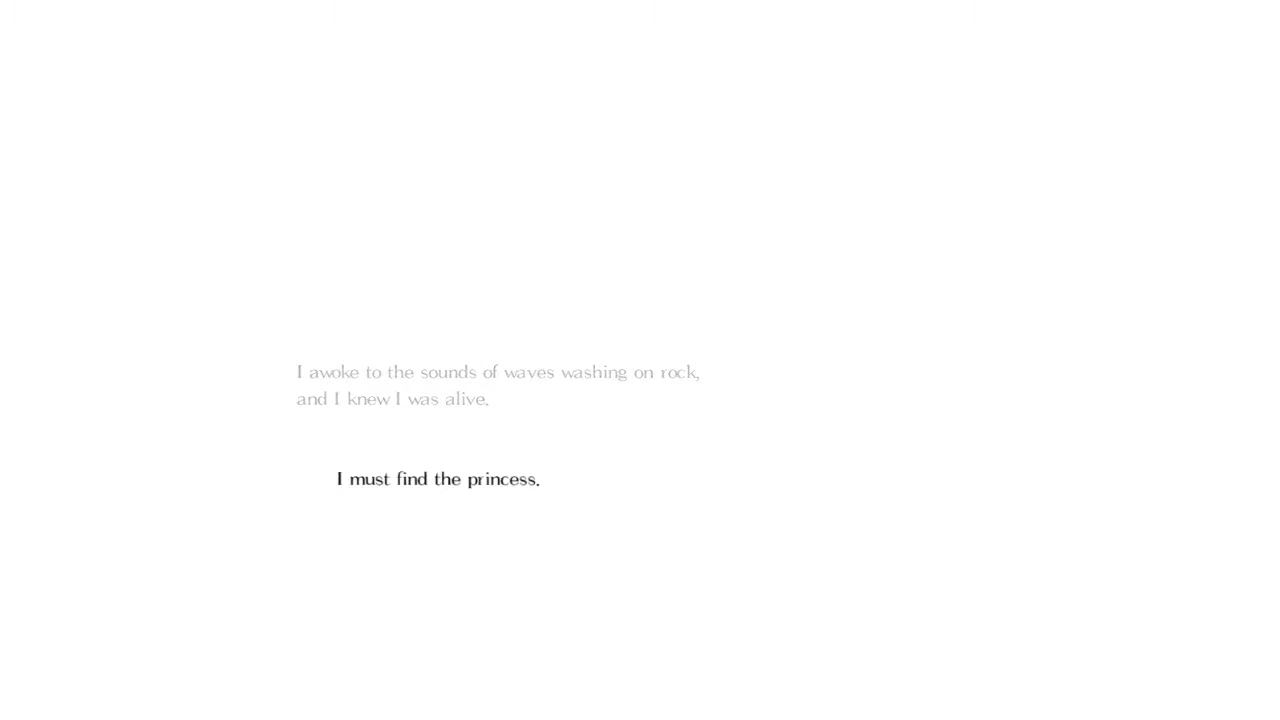 I awoke to the sounds of waves washing on rock,
and I knew I was alive.
I must find the princess.